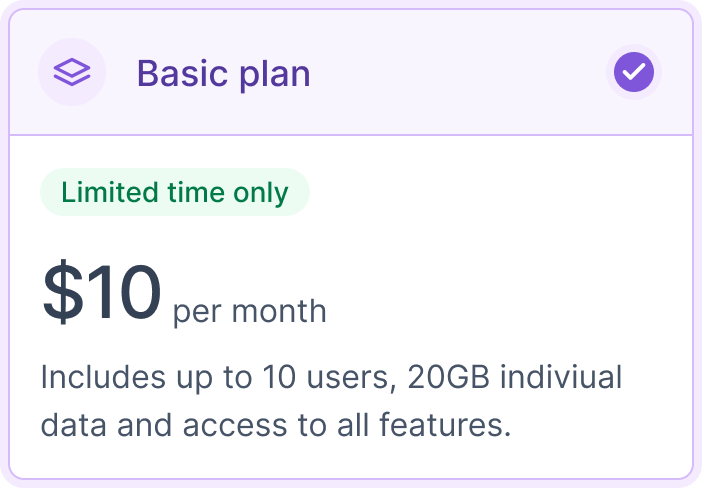 Basic plan
Limited time only
$10 per month
Includes up to 10 users, 20GB indiviual
data and access to all features.